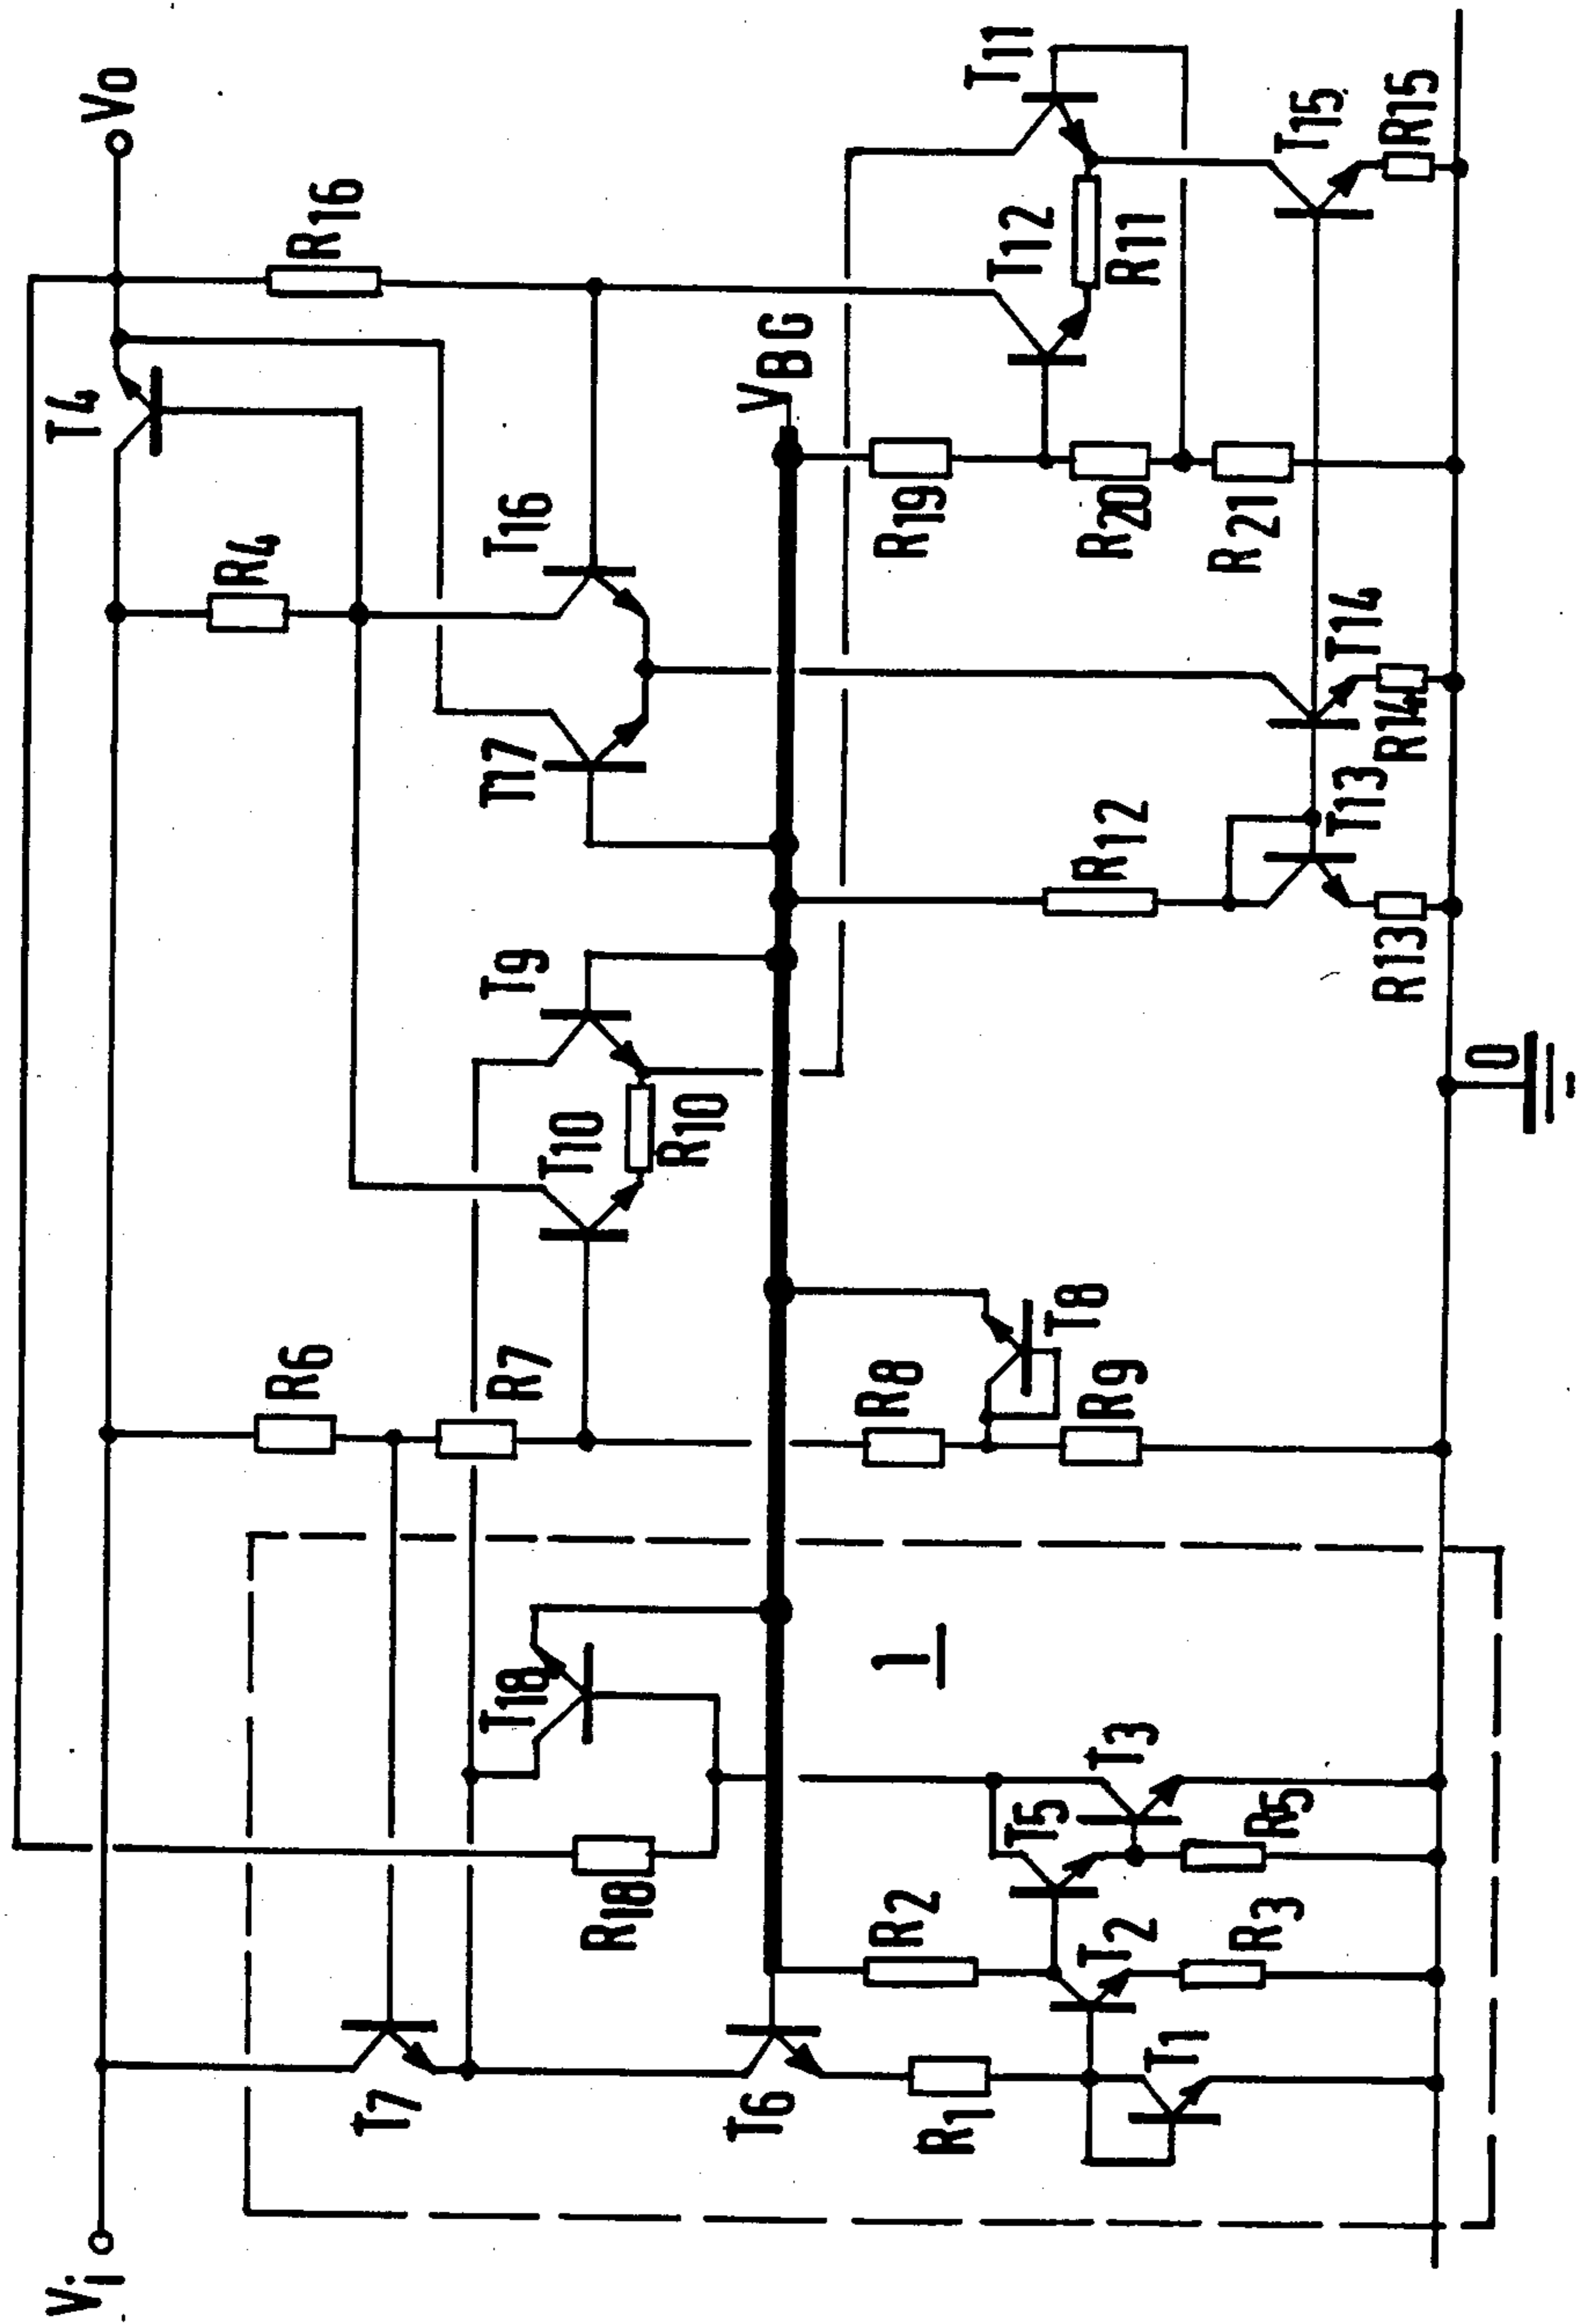 Vi
Vo
T4
R16
R4
R6
T7
R7
T10
R10
T9
T17
T16
T18
R18
VBG
T6
R1
T1
R2
T2
R3
T5
R5
T3
1
R8
R9
T8
R12
T13
R13
T14
R14
R19
R20
R21
T12
R11
T11
T15
R15
0